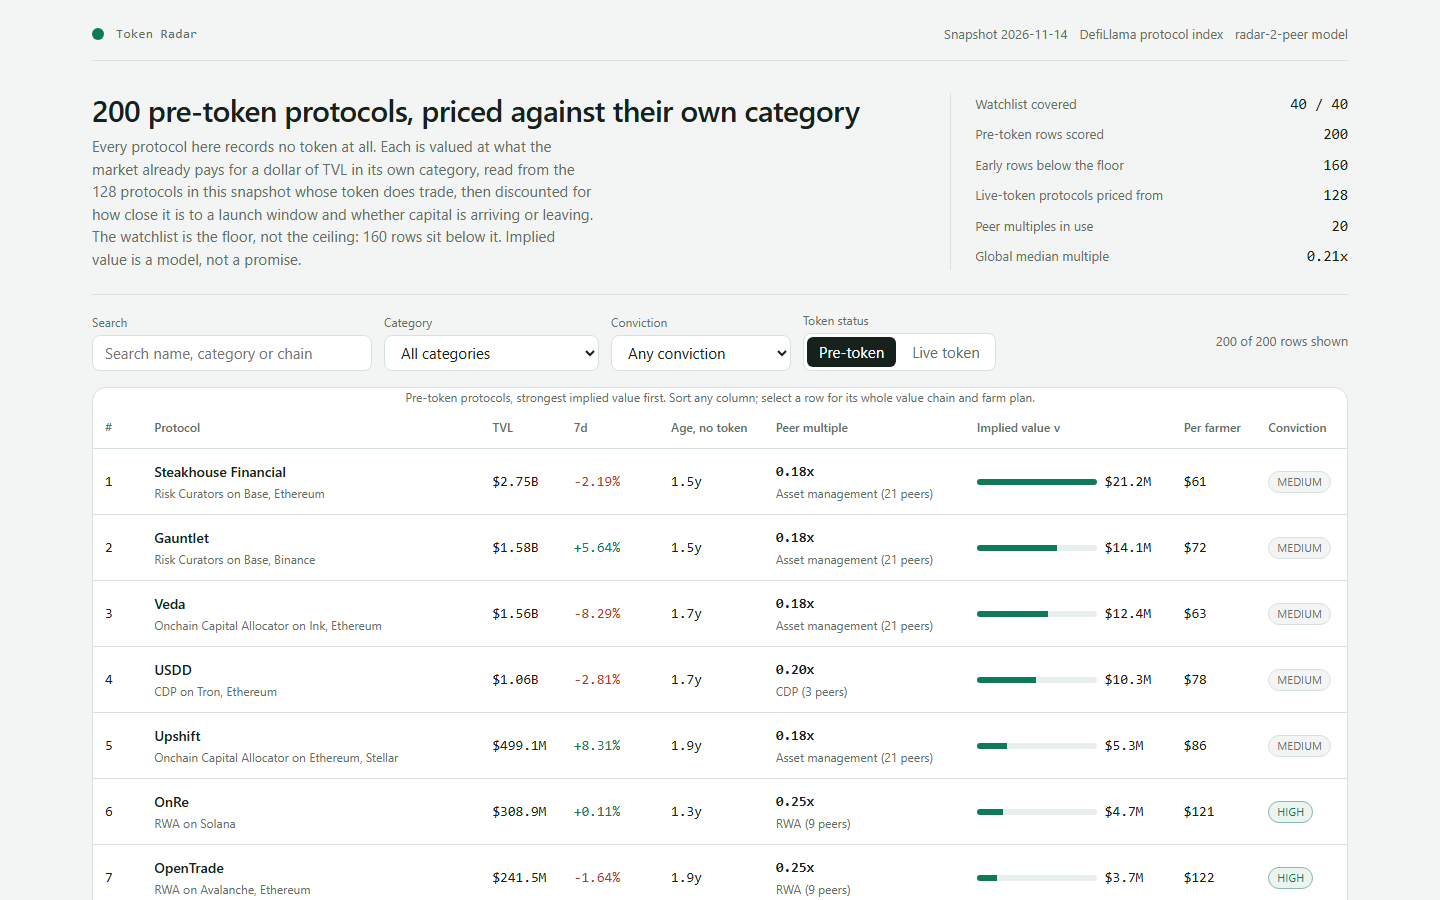 Token Radar
Snapshot 2026-11-14 DefiLlama protocol index radar-2-peer model
200 pre-token protocols, priced against their own category
Every protocol here records no token at all. Each is valued at what the
market already pays for a dollar of TVL in its own category, read from the
128 protocols in this snapshot whose token does trade, then discounted for
how close it is to a launch window and whether capital is arriving or leaving.
The watchlist is the floor, not the ceiling: 160 rows sit below it. Implied
value is a model, not a promise.
Watchlist covered 40 / 40
Pre-token rows scored 200
Early rows below the floor 160
Live-token protocols priced from 128
Peer multiples in use 20
Global median multiple 0.21x
Search Category Conviction Token status
Search name, category or chain All categories Any conviction Pre-token Live token
200 of 200 rows shown
Pre-token protocols, strongest implied value first. Sort any column; select a row for its whole value chain and farm plan.
# Protocol TVL 7d Age, no token Peer multiple Implied value v Per farmer Conviction
1 Steakhouse Financial $2.75B -2.19% 1.5y 0.18x $21.2M $61 MEDIUM
Risk Curators on Base, Ethereum Asset management (21 peers)
2 Gauntlet $1.58B +5.64% 1.5y 0.18x $14.1M $72 MEDIUM
Risk Curators on Base, Binance Asset management (21 peers)
3 Veda $1.56B -8.29% 1.7y 0.18x $12.4M $63 MEDIUM
Onchain Capital Allocator on Ink, Ethereum Asset management (21 peers)
4 USDD $1.06B -2.81% 1.7y 0.20x $10.3M $78 MEDIUM
CDP on Tron, Ethereum CDP (3 peers)
5 Upshift $499.1M +8.31% 1.9y 0.18x $5.3M $86 MEDIUM
Onchain Capital Allocator on Ethereum, Stellar Asset management (21 peers)
6 OnRe $308.9M +0.11% 1.3y 0.25x $4.7M $121 HIGH
RWA on Solana RWA (9 peers)
7 OpenTrade $241.5M -1.64% 1.9y 0.25x $3.7M $122 HIGH
RWA on Avalanche, Ethereum RWA (9 peers)